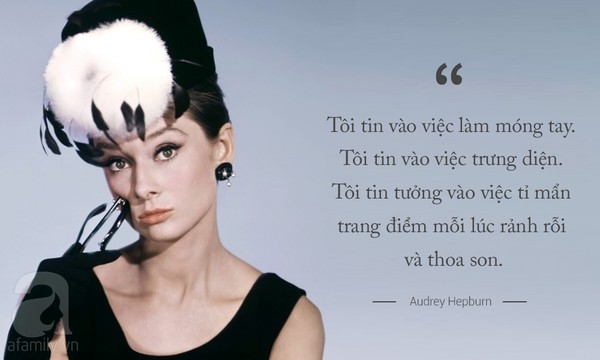 “
Tôi tin vào việc làm móng tay.
Tôi tin vào việc trưng diện.
Tôi tin tưởng vào việc tỉ mẩn
trang điểm mỗi lúc rảnh rỗi
và thoa son.
Audrey Hepburn
a
afamily.vn